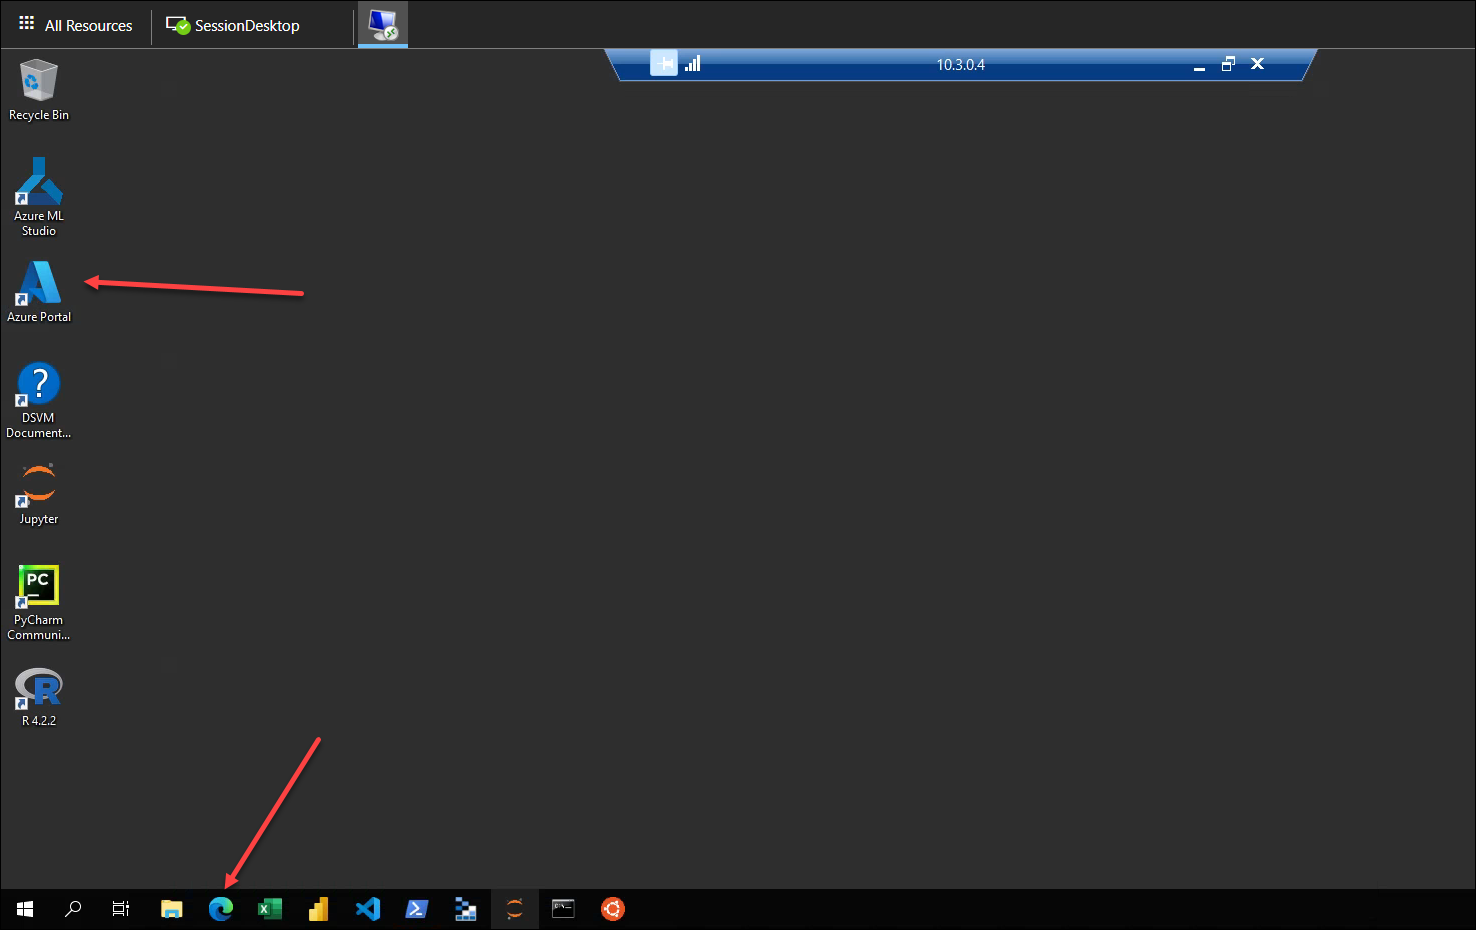 All Resources
SessionDesktop
10.3.0.4
Recycle Bin
Azure ML
Studio
Azure Portal
?
DSVM
Document...
Jupyter
PC
PyCharm
Communi...
R
R 4.2.2